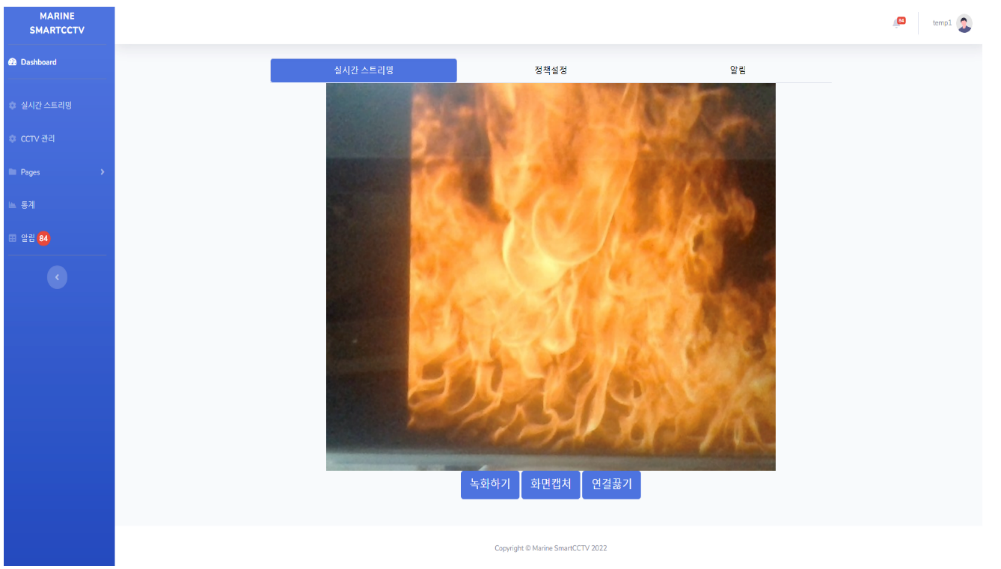 MARINE
SMARTCCTV
temp1
Dashboard
실시간 스트리밍
CCTV 관리
Pages
통계
알림 84
실시간 스트리밍
정책설정
알림
녹화하기
화면캡처
연결끊기
Copyright © Marine SmartCCTV 2022